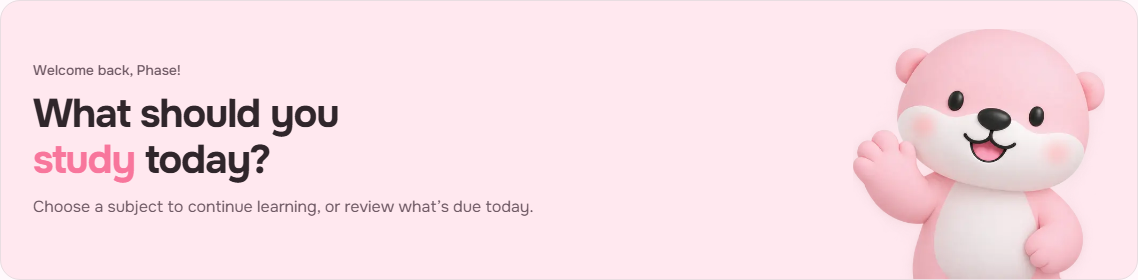 Welcome back, Phase!
What should you
study today?
Choose a subject to continue learning, or review what’s due today.